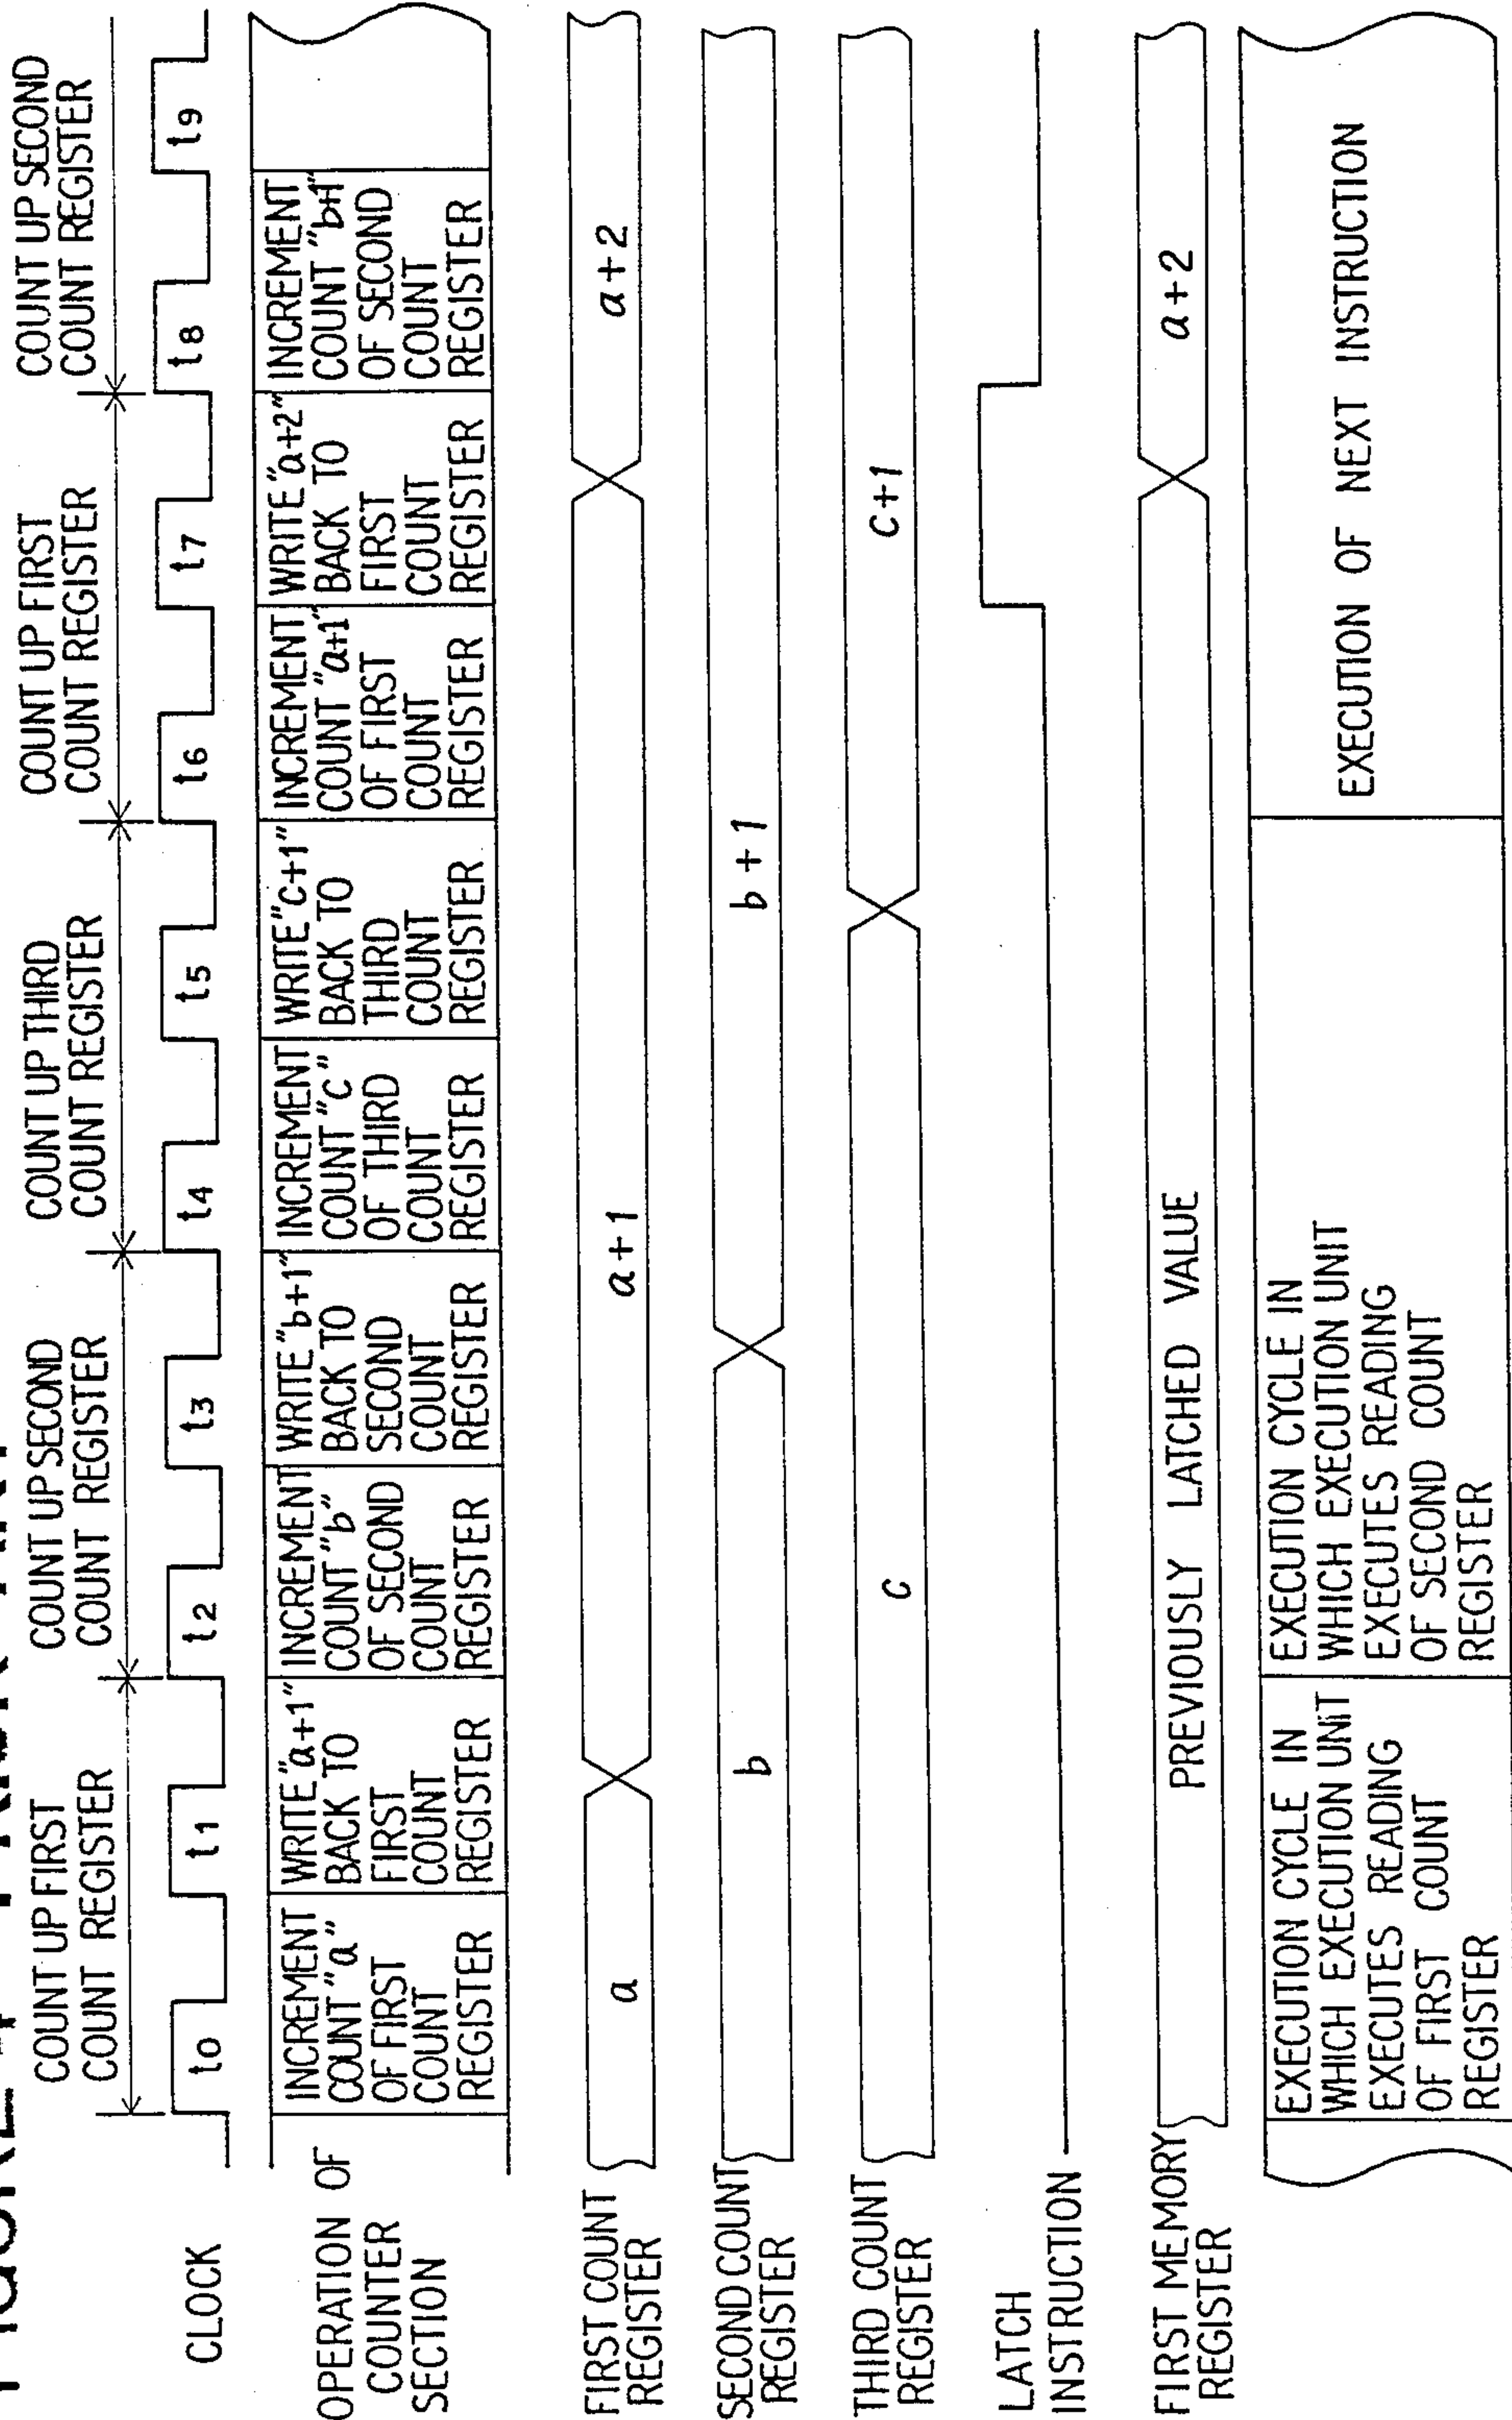 COUNT UP FIRST
COUNT REGISTER
COUNT UP SECOND
COUNT REGISTER
COUNT UP THIRD
COUNT REGISTER
COUNT UP FIRST
COUNT REGISTER
COUNT UP SECOND
COUNT REGISTER
CLOCK
t0
t1
t2
t3
t4
t5
t6
t7
t8
t9
OPERATION OF
COUNTER
SECTION
INCREMENT
COUNT "a"
OF FIRST
COUNT
REGISTER
WRITE "a+1"
BACK TO
FIRST
COUNT
REGISTER
INCREMENT
COUNT "b"
OF SECOND
COUNT
REGISTER
WRITE "b+1"
BACK TO
SECOND
COUNT
REGISTER
INCREMENT
COUNT "c"
OF THIRD
COUNT
REGISTER
WRITE "c+1"
BACK TO
THIRD
COUNT
REGISTER
INCREMENT
COUNT "a+1"
OF FIRST
COUNT
REGISTER
WRITE "a+2"
BACK TO
FIRST
COUNT
REGISTER
INCREMENT
COUNT "b+1"
OF SECOND
COUNT
REGISTER
FIRST COUNT
REGISTER
a
a+1
a+2
SECOND COUNT
REGISTER
b
b+1
THIRD COUNT
REGISTER
c
c+1
LATCH
INSTRUCTION
FIRST MEMORY
REGISTER
PREVIOUSLY LATCHED VALUE
a+2
EXECUTION CYCLE IN
WHICH EXECUTION UNIT
EXECUTES READING
OF FIRST COUNT
REGISTER
EXECUTION CYCLE IN
WHICH EXECUTION UNIT
EXECUTES READING
OF SECOND COUNT
REGISTER
EXECUTION OF NEXT INSTRUCTION